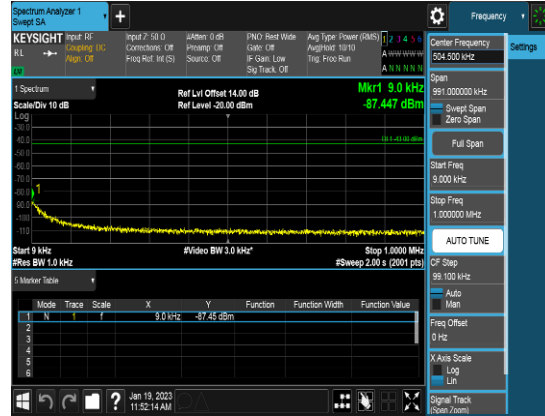 Spectrum Analyzer 1
Swept SA
Frequency
KEYSIGHT
RL
Input: RF
Coupling: DC
Align: Off
Input Z: 50 Ω
Corrections: Off
Freq Ref: Int (S)
#Atten: 0 dB
Preamp: Off
Source: Off
PNO: Best Wide
Gate: Off
IF Gain: Low
Sig Track: Off
Avg Type: Power (RMS)
Avg|Hold: 10/10
Trig: Free Run
1 2 3 4 5 6
A W W W W W
A N N N N N
1 Spectrum
Scale/Div 10 dB
Ref Lvl Offset 14.00 dB
Ref Level -20.00 dBm
Mkr1 9.0 kHz
-87.447 dBm
Log
-30.0
-40.0
-50.0
-60.0
-70.0
-80.0
-90.0
-100
-110
1
Start 9 kHz
#Res BW 1.0 kHz
#Video BW 3.0 kHz*
Stop 1.0000 MHz
#Sweep 2.00 s (2001 pts)
5 Marker Table
Mode Trace Scale X Y Function Function Width Function Value
1 N 1 f 9.0 kHz -87.45 dBm
2
3
4
5
6
?
Jan 19, 2023
11:52:14 AM
Center Frequency
504.500 kHz
Settings
Span
991.000000 kHz
Swept Span
Zero Span
Full Span
Start Freq
9.000 kHz
Stop Freq
1.000000 MHz
AUTO TUNE
CF Step
99.100 kHz
Auto
Man
Freq Offset
0 Hz
X Axis Scale
Log
Lin
Signal Track
(Span Zoom)